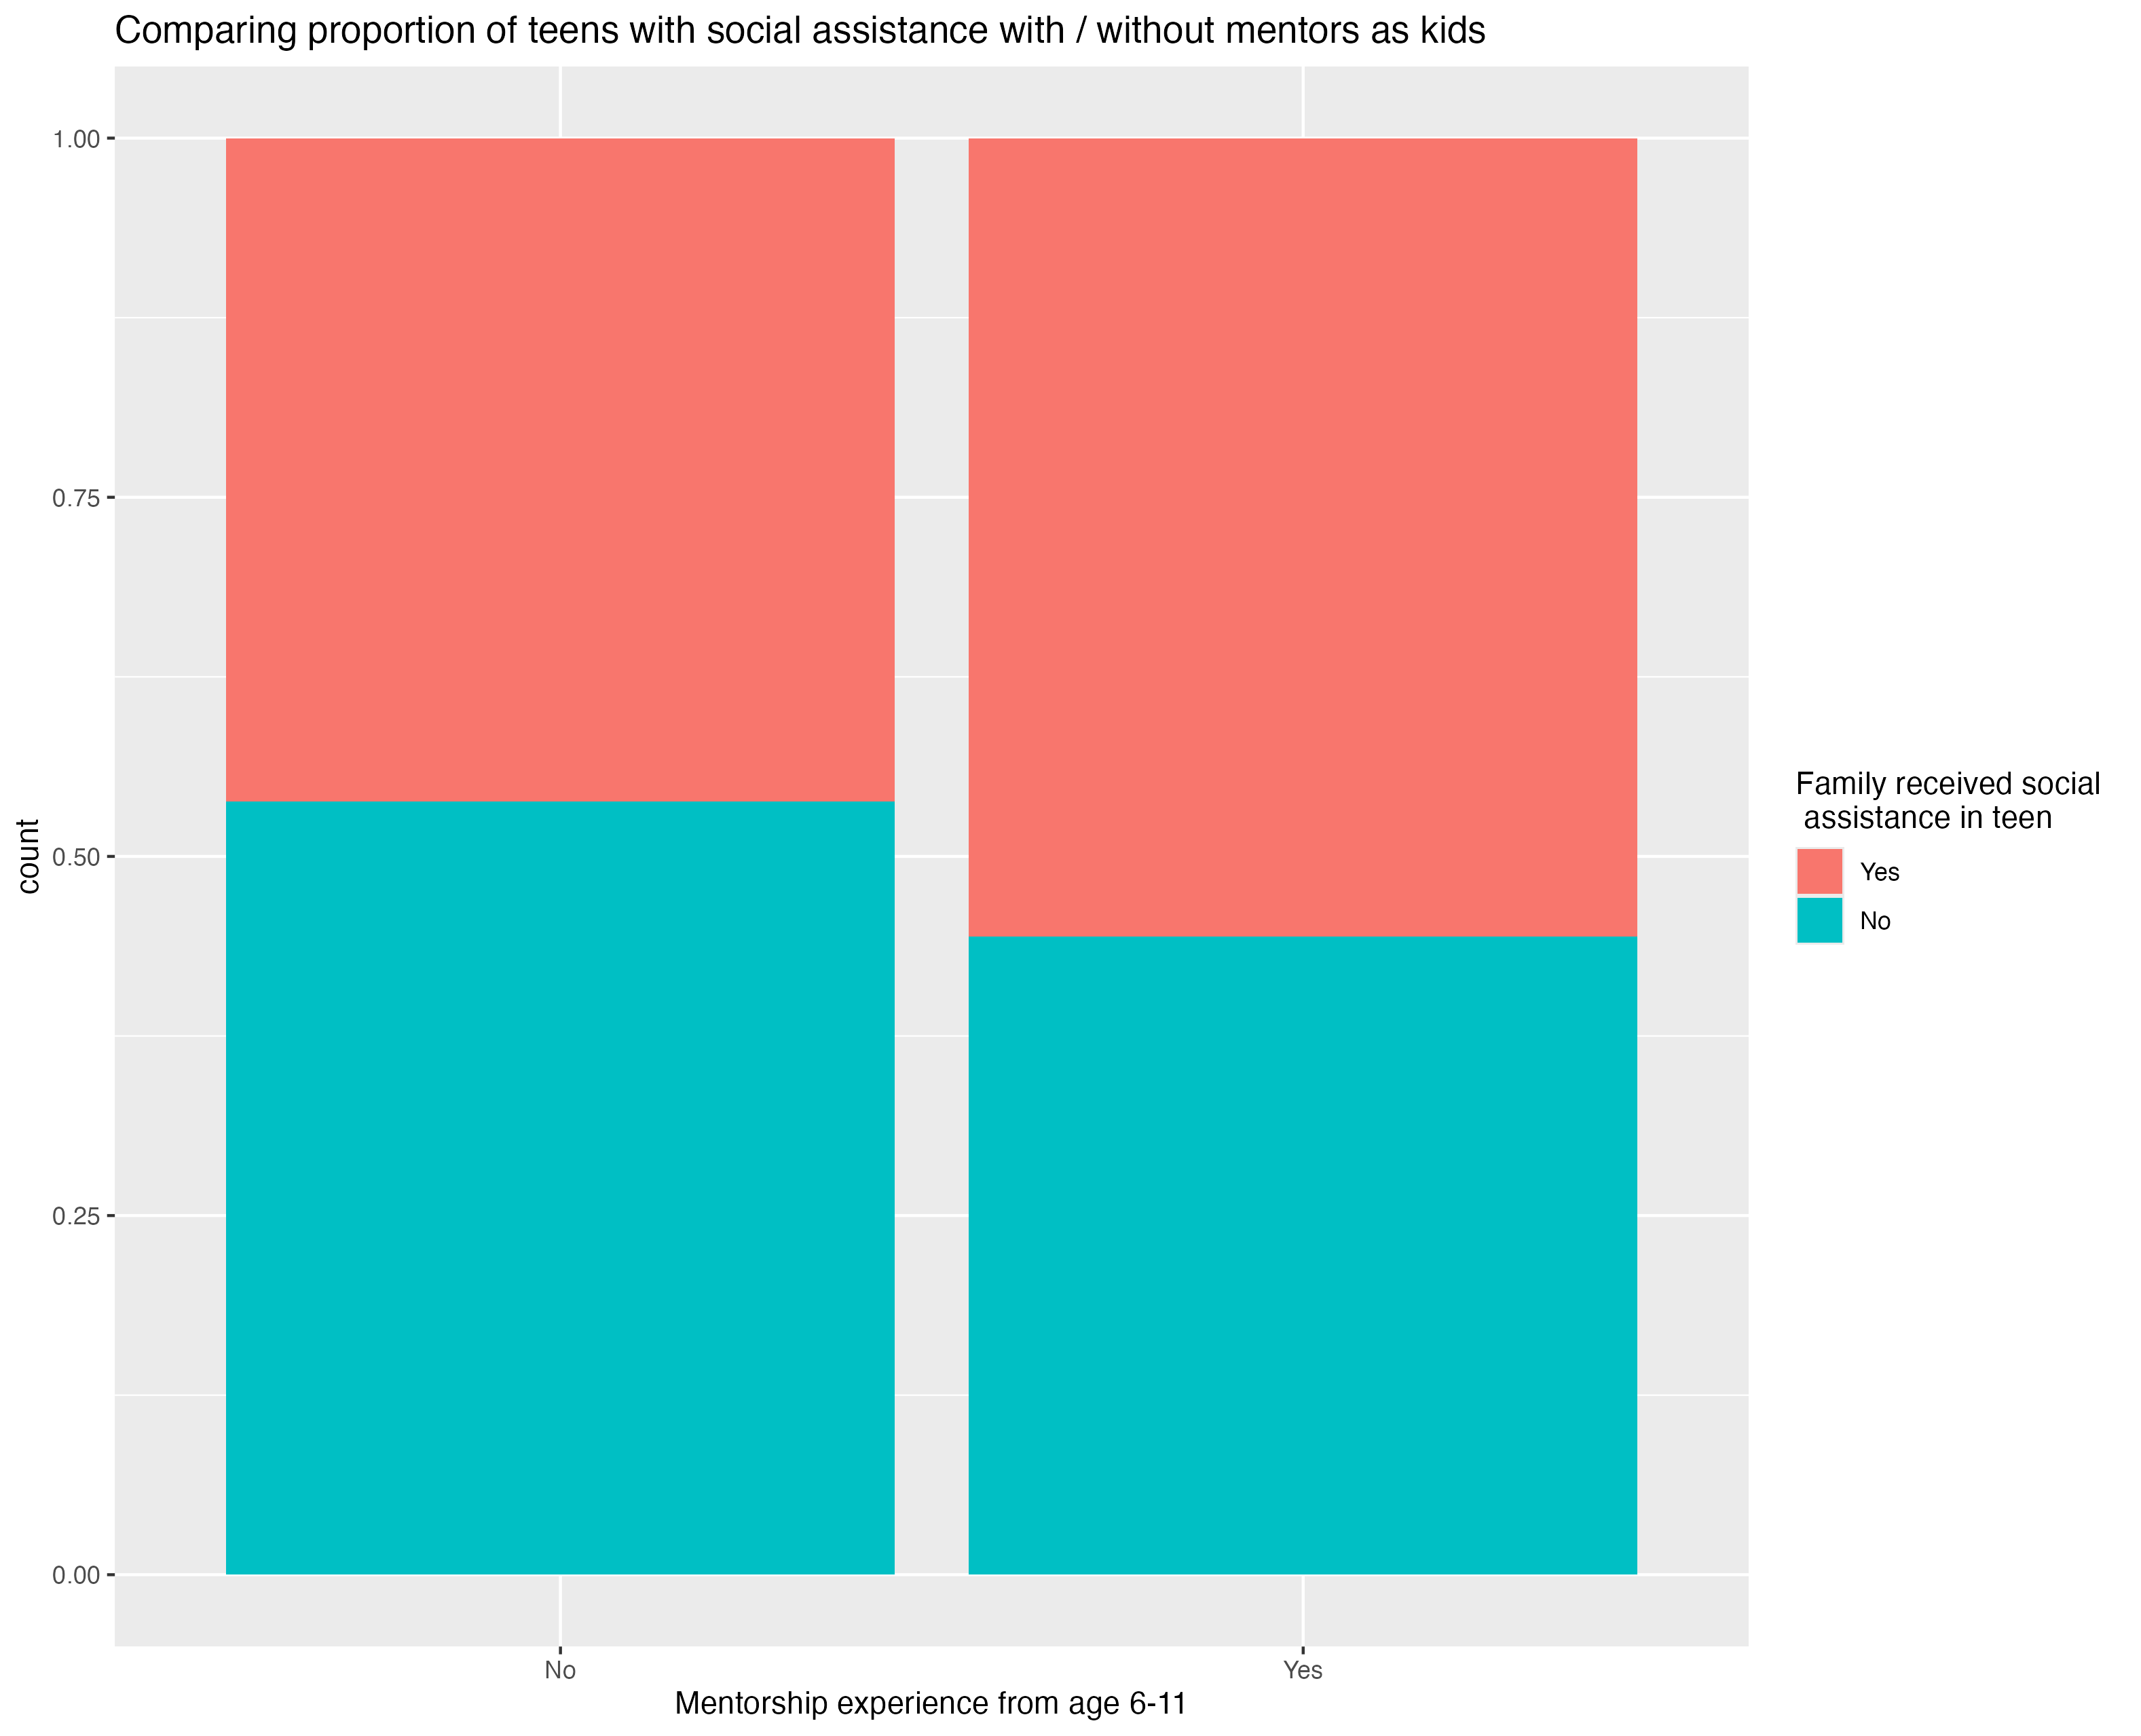 Comparing proportion of teens with social assistance with / without mentors as kids
count
1.00
0.75
0.50
0.25
0.00
No
Yes
Mentorship experience from age 6-11
Family received social
assistance in teen
Yes
No